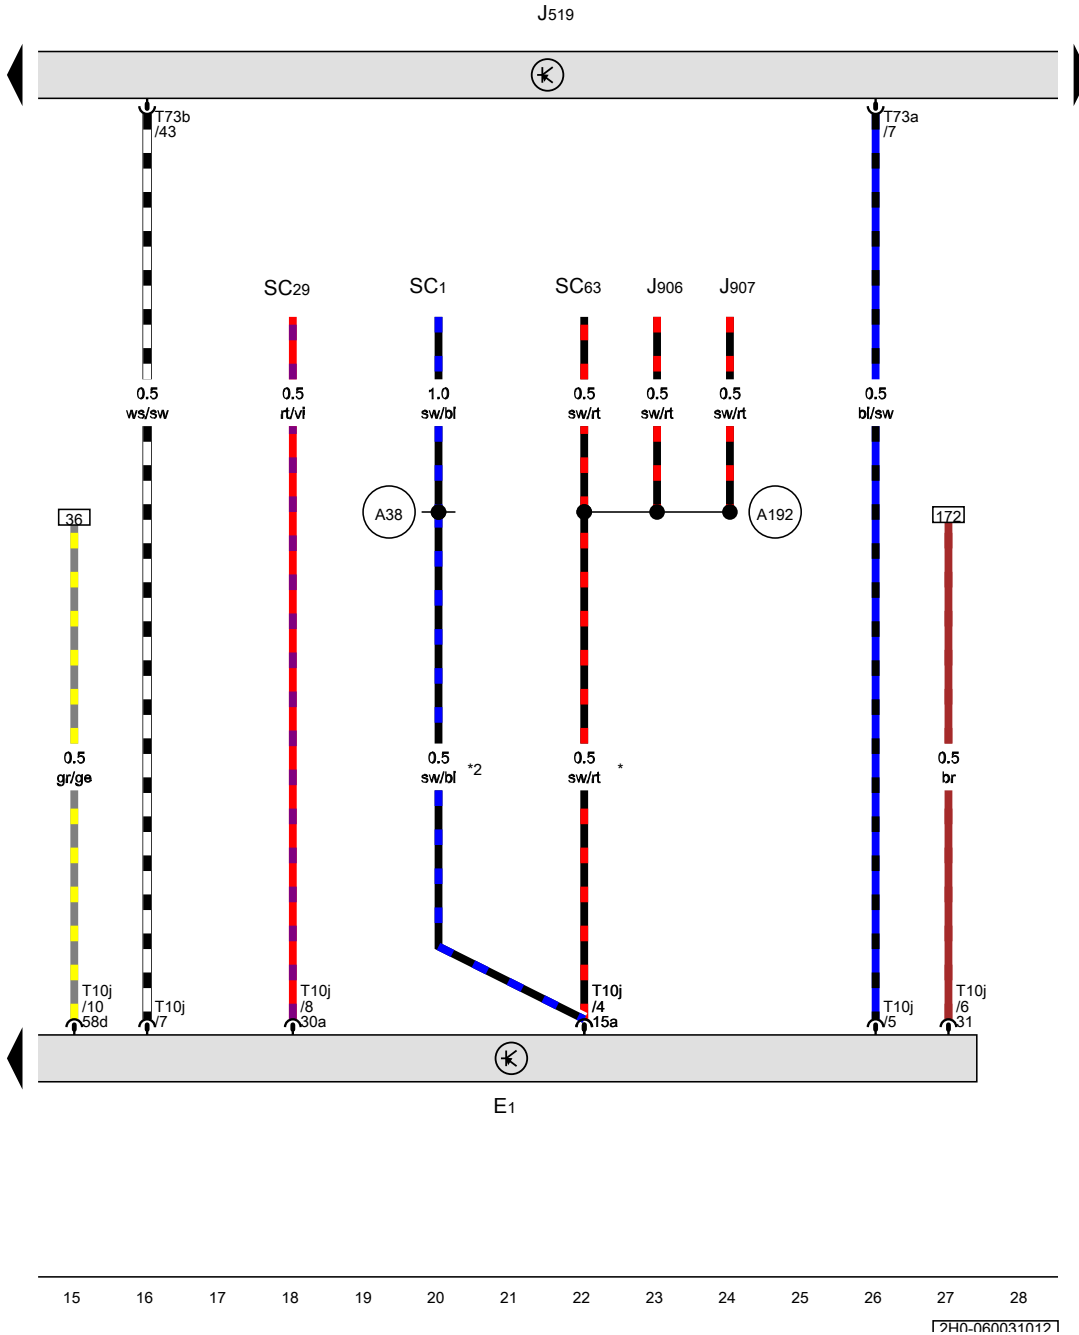 J519
T73b
/43
T73a
/7
SC29
SC1
SC63
J906
J907
0.5
ws/sw
0.5
rt/vi
1.0
sw/bl
0.5
sw/rt
0.5
sw/rt
0.5
sw/rt
0.5
bl/sw
36
A38
A192
172
0.5
gr/ge
0.5
sw/bl
*2
0.5
sw/rt
*
0.5
br
T10j
/10
58d
T10j
/7
T10j
/8
30a
T10j
/4
15a
T10j
/5
T10j
/6
31
E1
15 16 17 18 19 20 21 22 23 24 25 26 27 28
2H0-060031012